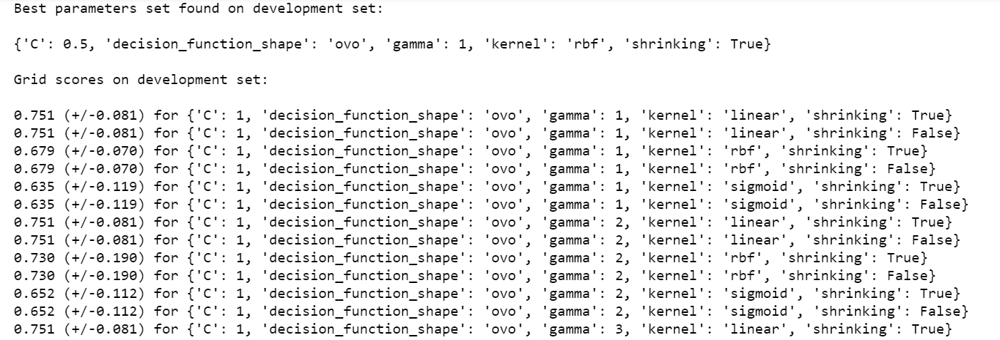 Best parameters set found on development set:
{'C': 0.5, 'decision_function_shape': 'ovo', 'gamma': 1, 'kernel': 'rbf', 'shrinking': True}
Grid scores on development set:
0.751 (+/-0.081) for {'C': 1, 'decision_function_shape': 'ovo', 'gamma': 1, 'kernel': 'linear', 'shrinking': True}
0.751 (+/-0.081) for {'C': 1, 'decision_function_shape': 'ovo', 'gamma': 1, 'kernel': 'linear', 'shrinking': False}
0.679 (+/-0.070) for {'C': 1, 'decision_function_shape': 'ovo', 'gamma': 1, 'kernel': 'rbf', 'shrinking': True}
0.679 (+/-0.070) for {'C': 1, 'decision_function_shape': 'ovo', 'gamma': 1, 'kernel': 'rbf', 'shrinking': False}
0.635 (+/-0.119) for {'C': 1, 'decision_function_shape': 'ovo', 'gamma': 1, 'kernel': 'sigmoid', 'shrinking': True}
0.635 (+/-0.119) for {'C': 1, 'decision_function_shape': 'ovo', 'gamma': 1, 'kernel': 'sigmoid', 'shrinking': False}
0.751 (+/-0.081) for {'C': 1, 'decision_function_shape': 'ovo', 'gamma': 2, 'kernel': 'linear', 'shrinking': True}
0.751 (+/-0.081) for {'C': 1, 'decision_function_shape': 'ovo', 'gamma': 2, 'kernel': 'linear', 'shrinking': False}
0.730 (+/-0.190) for {'C': 1, 'decision_function_shape': 'ovo', 'gamma': 2, 'kernel': 'rbf', 'shrinking': True}
0.730 (+/-0.190) for {'C': 1, 'decision_function_shape': 'ovo', 'gamma': 2, 'kernel': 'rbf', 'shrinking': False}
0.652 (+/-0.112) for {'C': 1, 'decision_function_shape': 'ovo', 'gamma': 2, 'kernel': 'sigmoid', 'shrinking': True}
0.652 (+/-0.112) for {'C': 1, 'decision_function_shape': 'ovo', 'gamma': 2, 'kernel': 'sigmoid', 'shrinking': False}
0.751 (+/-0.081) for {'C': 1, 'decision_function_shape': 'ovo', 'gamma': 3, 'kernel': 'linear', 'shrinking': True}